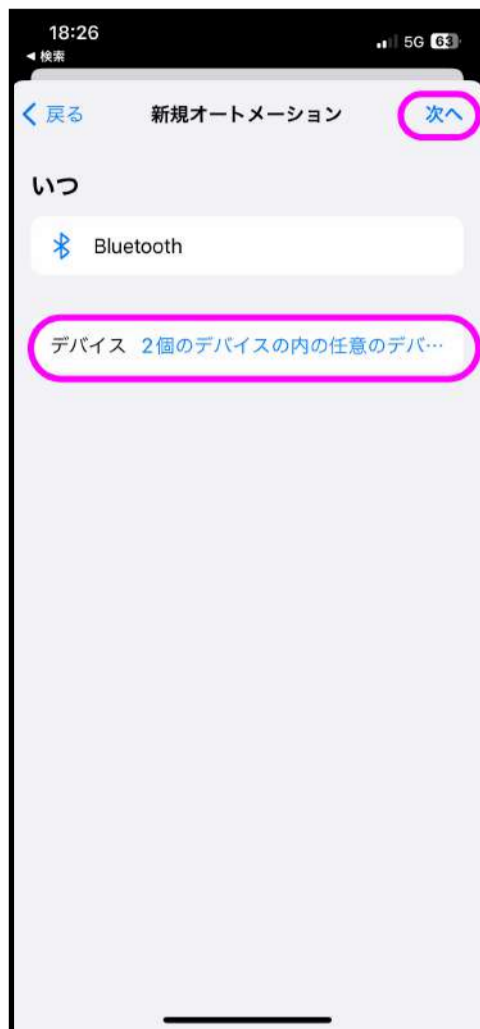 18:26
5G 63
◀ 検索
戻る 新規オートメーション 次へ
いつ
Bluetooth
デバイス 2個のデバイスの内の任意のデバ…